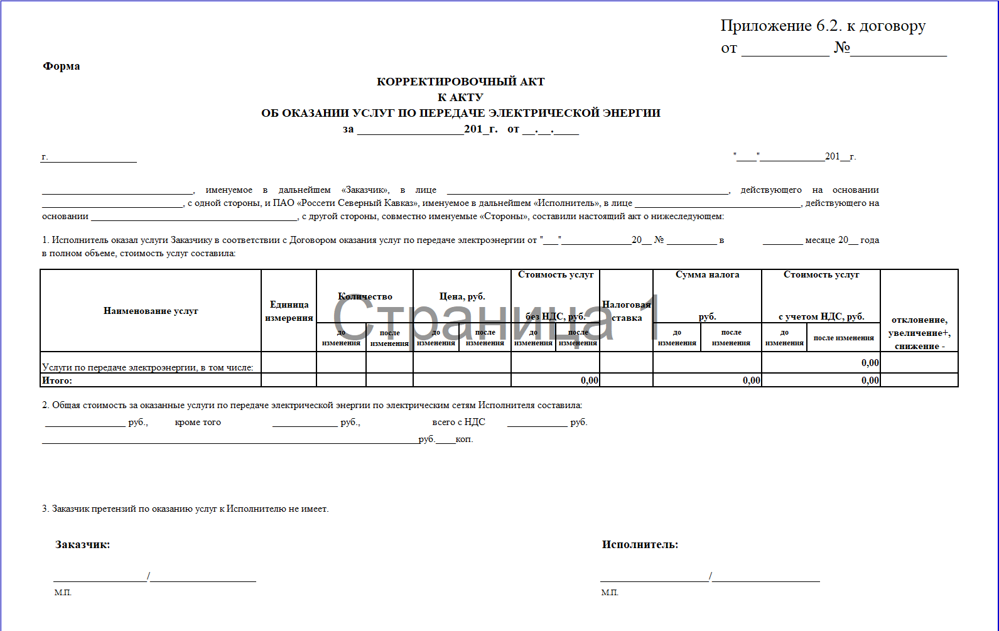 Приложение 6.2. к договору
от ___________ №____________
Форма
КОРРЕКТИРОВОЧНЫЙ АКТ
К АКТУ
ОБ ОКАЗАНИИ УСЛУГ ПО ПЕРЕДАЧЕ ЭЛЕКТРИЧЕСКОЙ ЭНЕРГИИ
за _________________201_г. от __.__.____
г.
"____"_____________201__г.
______________________________, именуемое в дальнейшем «Заказчик», в лице ________________________________________________________, действующего на основании
____________________________, с одной стороны, и ПАО «Россети Северный Кавказ», именуемое в дальнейшем «Исполнитель», в лице _________________________________, действующего на
основании _________________________________________, с другой стороны, совместно именуемые «Стороны», составили настоящий акт о нижеследующем:
1. Исполнитель оказал услуги Заказчику в соответствии с Договором оказания услуг по передаче электроэнергии от "___"______________20__ № __________ в ________ месяце 20__ года
в полном объеме, стоимость услуг составила:
Наименование услуг
Единица
измерения
Количество
Цена, руб.
Стоимость услуг
без НДС, руб.
Налоговая
ставка
Сумма налога
руб.
Стоимость услуг
с учетом НДС, руб.
отклонение,
увеличение+,
снижение -
до изменения
после изменения
до изменения
после изменения
до изменения
после изменения
до изменения
после изменения
до изменения
после изменения
Услуги по передаче электроэнергии, в том числе: 0,00
Итого: 0,00 0,00 0,00
Страница 1
2. Общая стоимость за оказанные услуги по передаче электрической энергии по электрическим сетям Исполнителя составила:
________________ руб., кроме того _____________ руб., всего с НДС ____________ руб.
___________________________________________________________________________руб.____коп.
3. Заказчик претензий по оказанию услуг к Исполнителю не имеет.
Заказчик: Исполнитель:
__________________/____________________ _____________________/____________________
М.П. М.П.